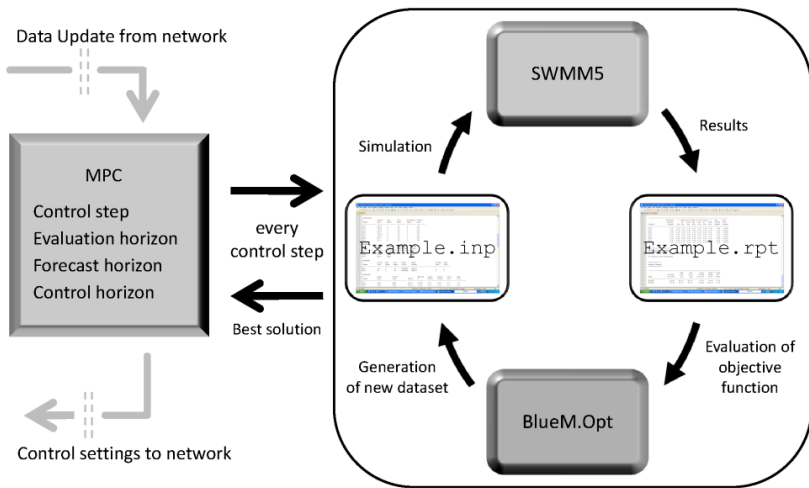 Data Update from network
MPC
Control step
Evaluation horizon
Forecast horizon
Control horizon
Control settings to network
every
control step
Best solution
SWMM5
Simulation
Results
Example.inp
Example.rpt
Generation
of new dataset
Evaluation of
objective
function
BlueM.Opt